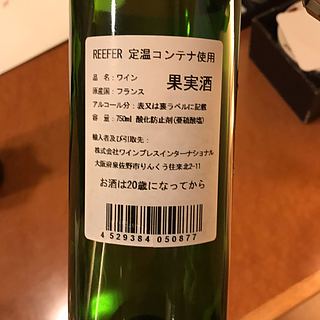 REEFER 定温コンテナ使用
品名：ワイン 果実酒
原産国：フランス
アルコール分：表又は裏ラベルに記載
容量：750ml 酸化防止剤(亜硫酸塩)
輸入者及び引取先：
株式会社ワインプレスインターナショナル
大阪府泉佐野市りんくう往来北2-11
お酒は20歳になってから
4 529384 050877